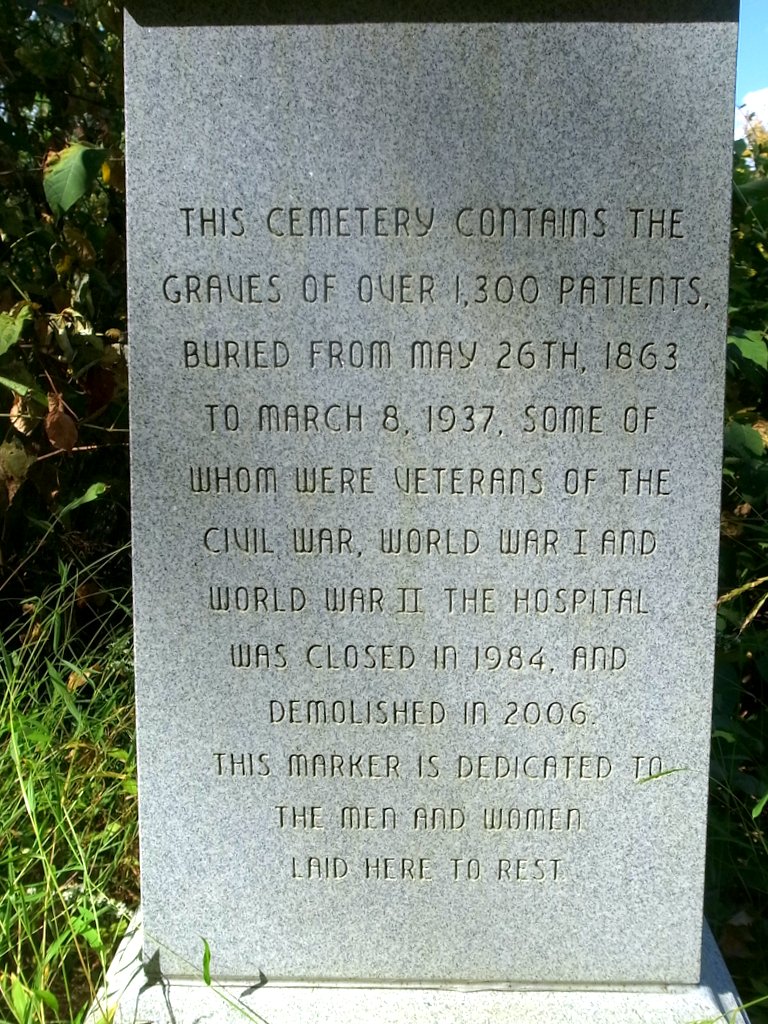 THIS CEMETERY CONTAINS THE
GRAVES OF OVER 1,300 PATIENTS,
BURIED FROM MAY 26TH, 1863
TO MARCH 8, 1937, SOME OF
WHOM WERE VETERANS OF THE
CIVIL WAR, WORLD WAR I AND
WORLD WAR II THE HOSPITAL
WAS CLOSED IN 1984, AND
DEMOLISHED IN 2006.
THIS MARKER IS DEDICATED TO
THE MEN AND WOMEN
LAID HERE TO REST.